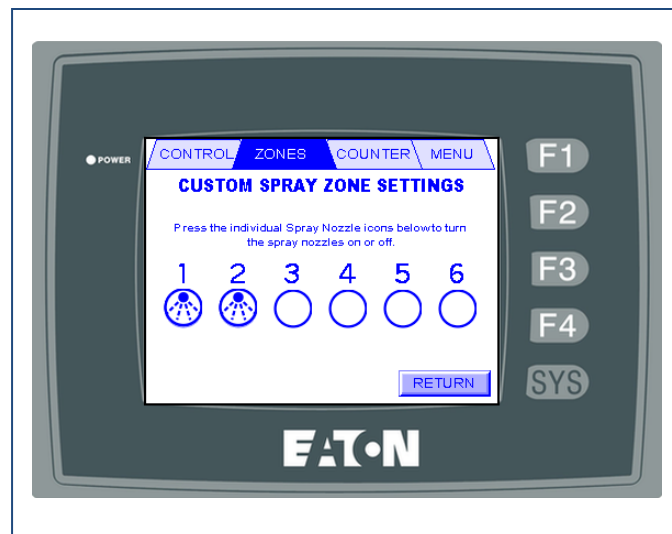 POWER
CONTROL ZONES COUNTER MENU
CUSTOM SPRAY ZONE SETTINGS
Press the individual Spray Nozzle icons belowto turn
the spray nozzles on or off.
1 2 3 4 5 6
RETURN
F1
F2
F3
F4
SYS
EATON